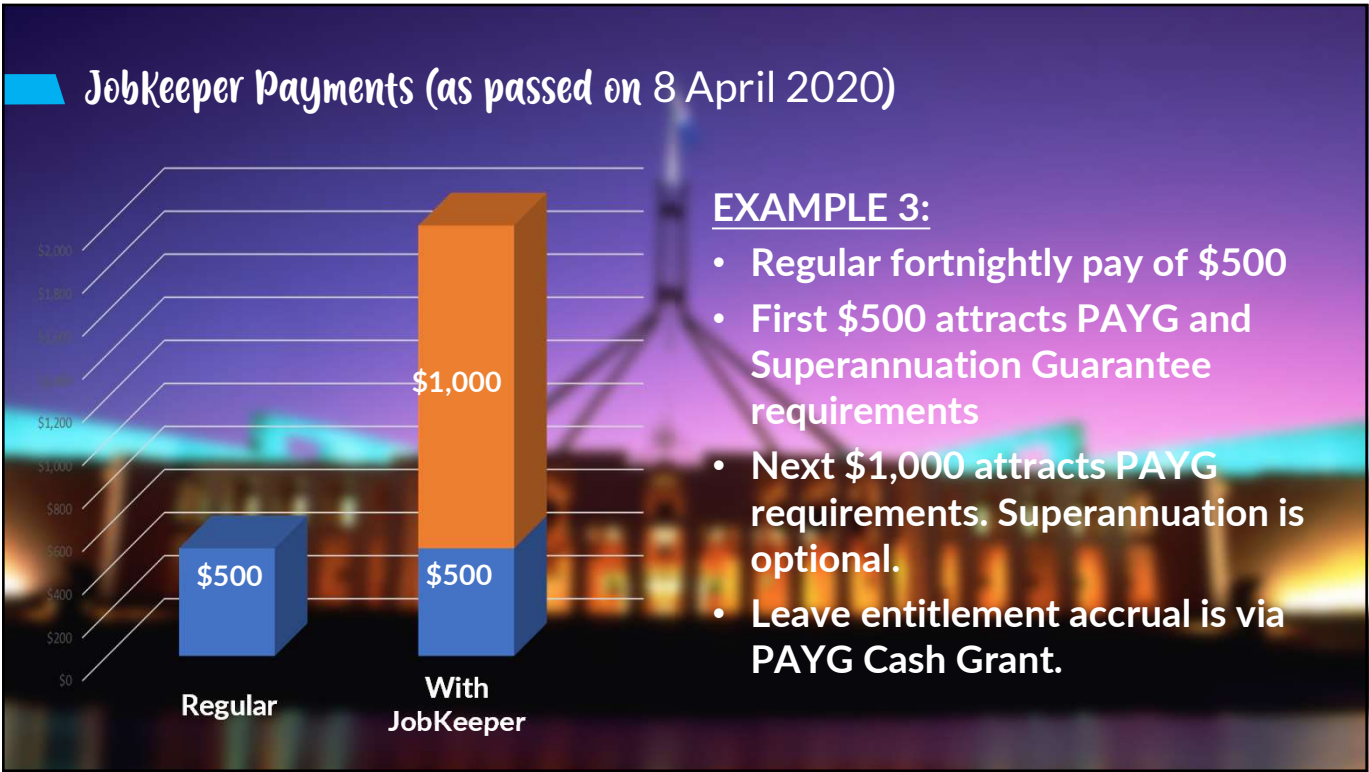 JobKeeper Payments (as passed on 8 April 2020)
$2,000
$1,800
$1,200
$1,000
$800
$600
$400
$200
$0
$1,000
$500
$500
Regular
With
JobKeeper
EXAMPLE 3:
• Regular fortnightly pay of $500
• First $500 attracts PAYG and
Superannuation Guarantee
requirements
• Next $1,000 attracts PAYG
requirements. Superannuation is
optional.
• Leave entitlement accrual is via
PAYG Cash Grant.